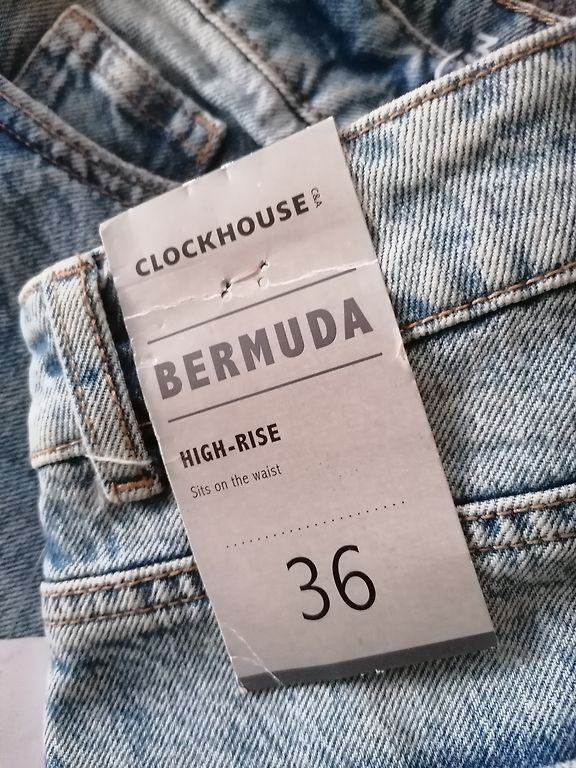 CLOCKHOUSE C&A
BERMUDA
HIGH-RISE
Sits on the waist
36